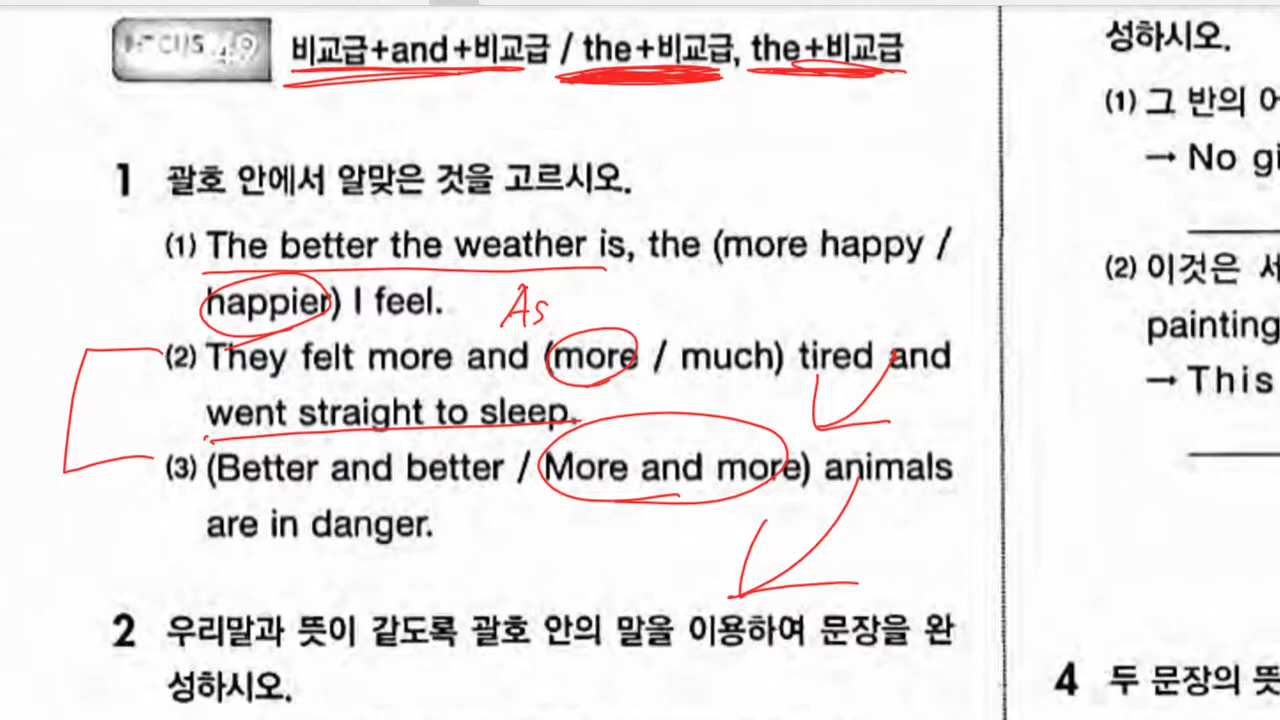 FOCUS 49 비교급+and+비교급 / the+비교급, the+비교급
1 괄호 안에서 알맞은 것을 고르시오.
(1) The better the weather is, the (more happy /
happier) I feel.
As
(2) They felt more and (more / much) tired and
went straight to sleep.
(3) (Better and better / More and more) animals
are in danger.
2 우리말과 뜻이 같도록 괄호 안의 말을 이용하여 문장을 완
성하시오.
성하시오.
(1) 그 반의
→ No
(2) 이것은
painting
→ This
4 두 문장의 뜻